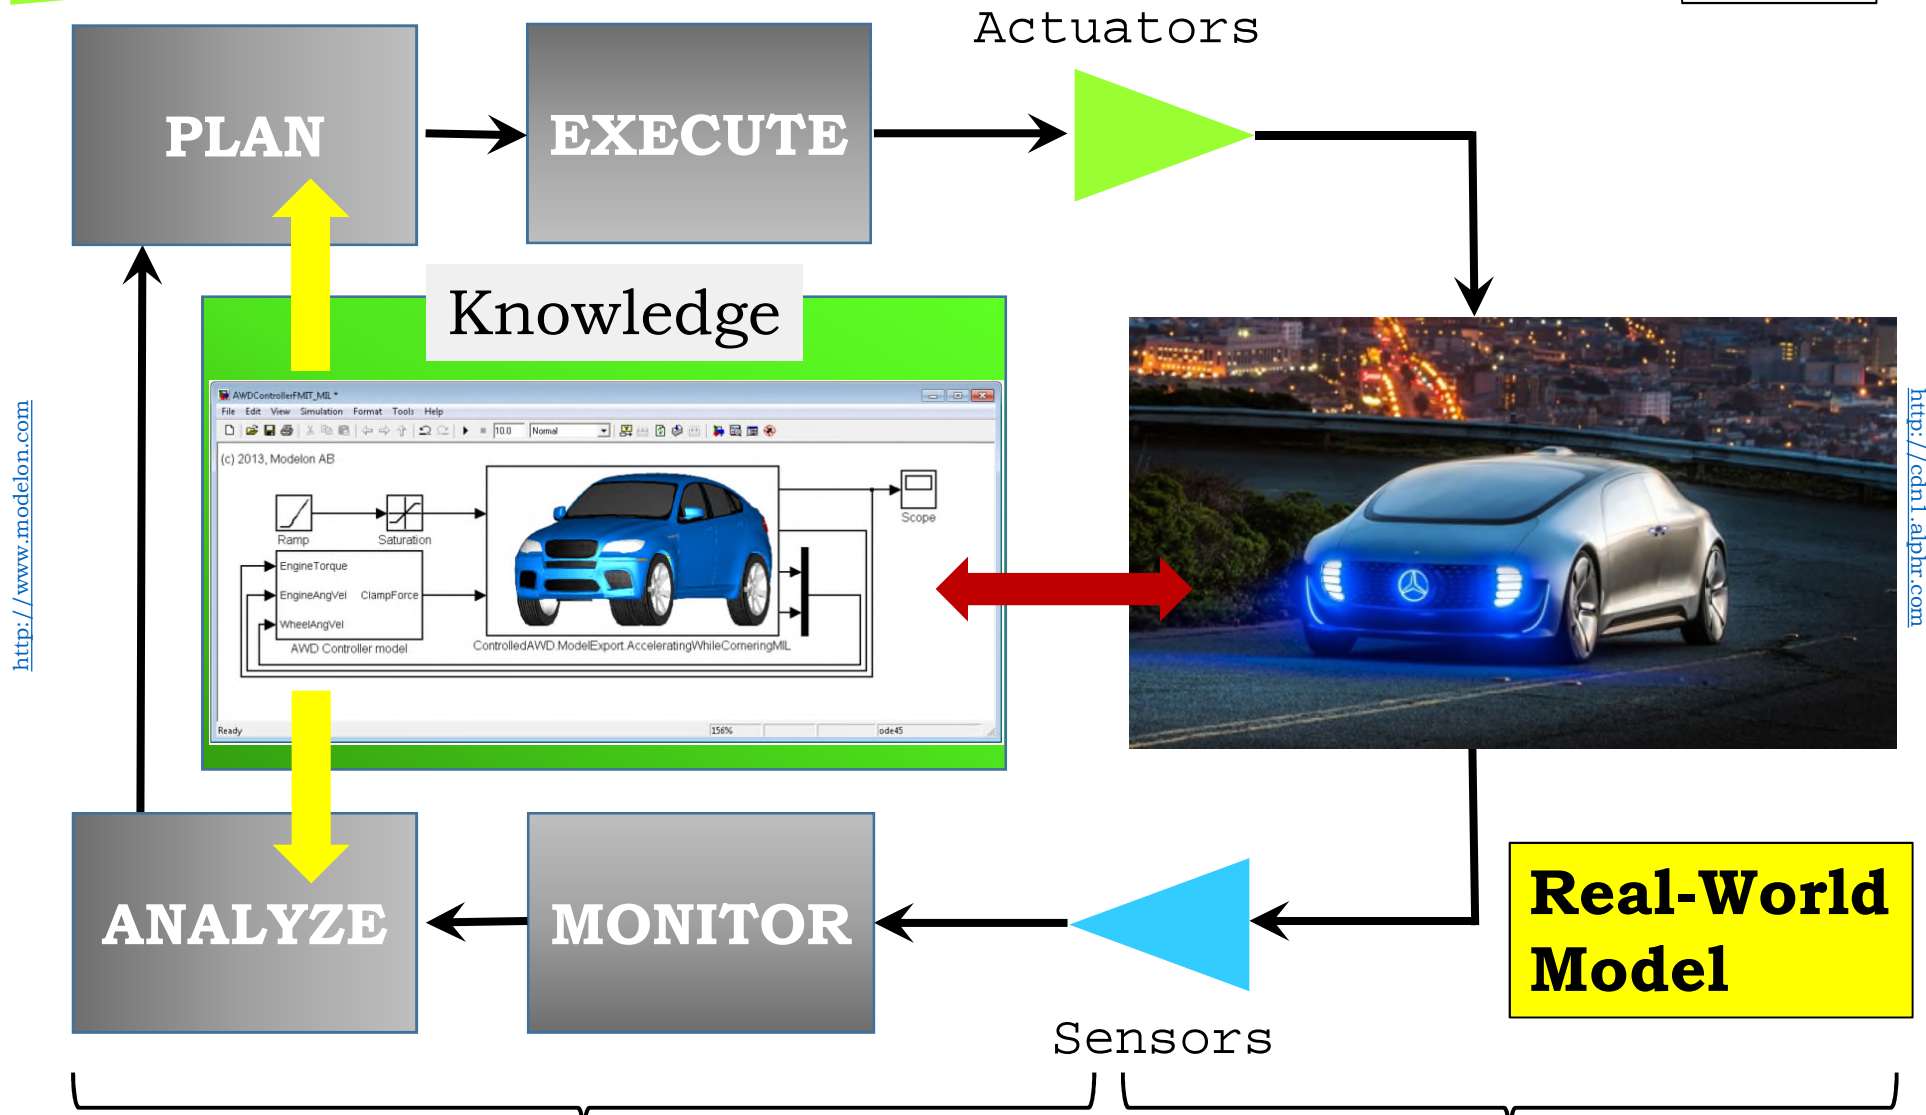 Actuators
PLAN
EXECUTE
Knowledge
AWDControllerFMIT_MIL *
File Edit View Simulation Format Tools Help
10.0 Normal
(c) 2013, Modelon AB
Ramp
Saturation
Scope
EngineTorque
EngineAngVel ClampForce
WheelAngVel
AWD Controller model
ControlledAWD.ModelExport.AcceleratingWhileCorneringMIL
Ready 156% ode45
http://www.modelon.com
http://cdn1.alphr.com
ANALYZE
MONITOR
Real-World
Model
Sensors